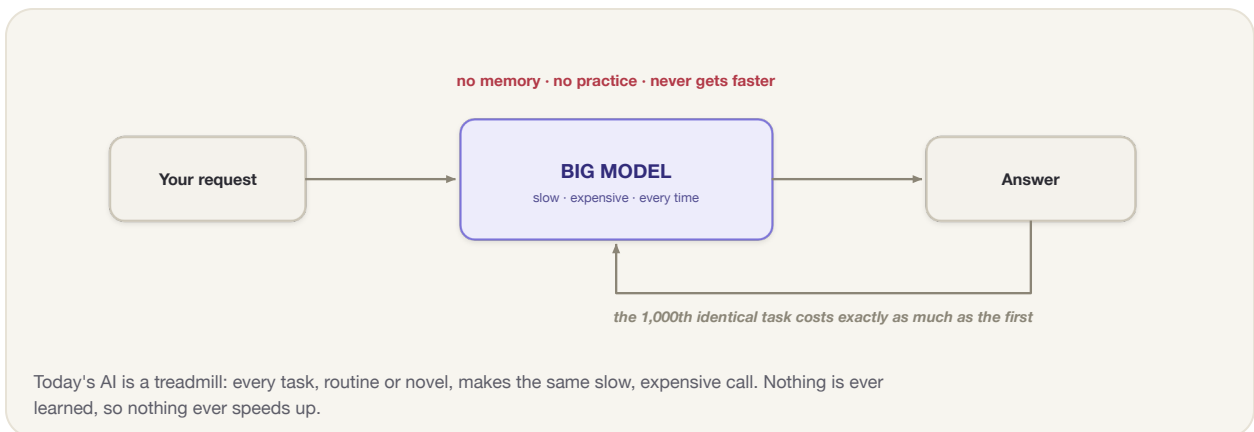 no memory · no practice · never gets faster
Your request
BIG MODEL
slow · expensive · every time
Answer
the 1,000th identical task costs exactly as much as the first
Today's AI is a treadmill: every task, routine or novel, makes the same slow, expensive call. Nothing is ever
learned, so nothing ever speeds up.